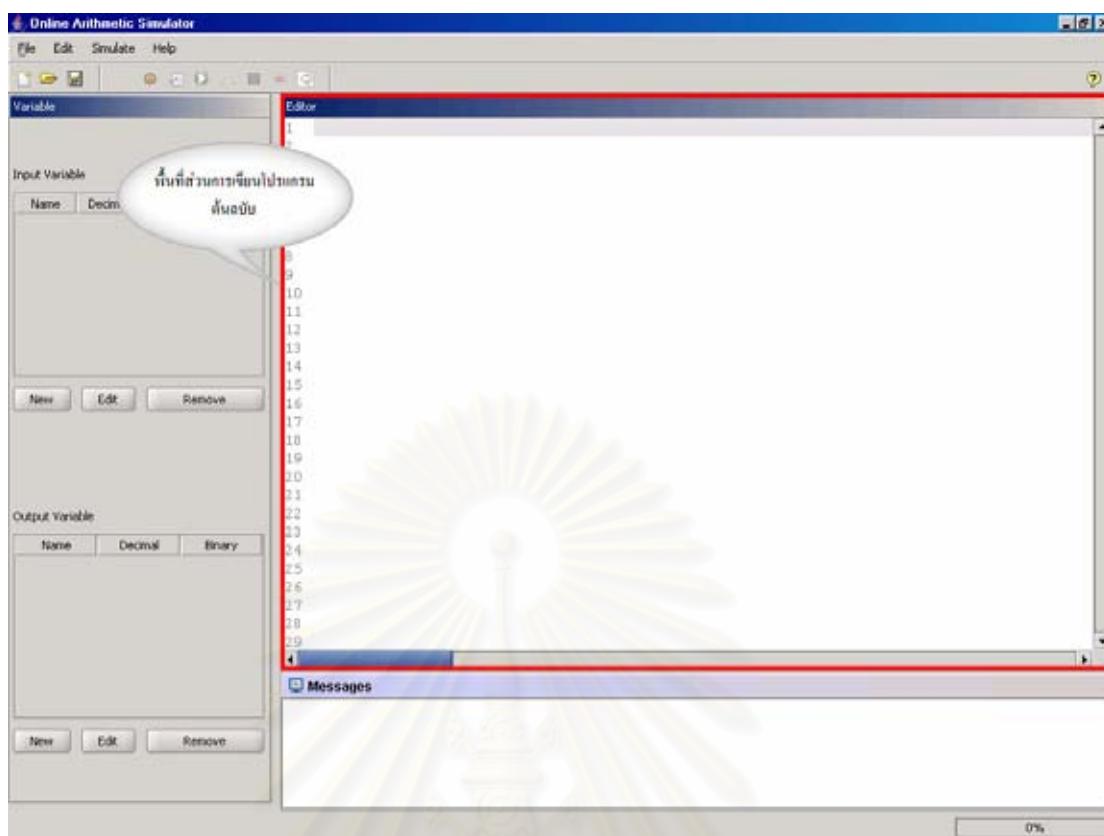 Online Arithmetic Simulator
File Edit Simulate Help
Variable
Editor
Input Variable
Name Decim
พื้นที่ส่วนการเขียนโปรแกรม
ต้นฉบับ
1
8
9
10
11
12
13
14
15
16
17
18
19
20
21
22
23
24
25
26
27
28
29
New Edit Remove
Output Variable
Name Decimal Binary
New Edit Remove
Messages
0%